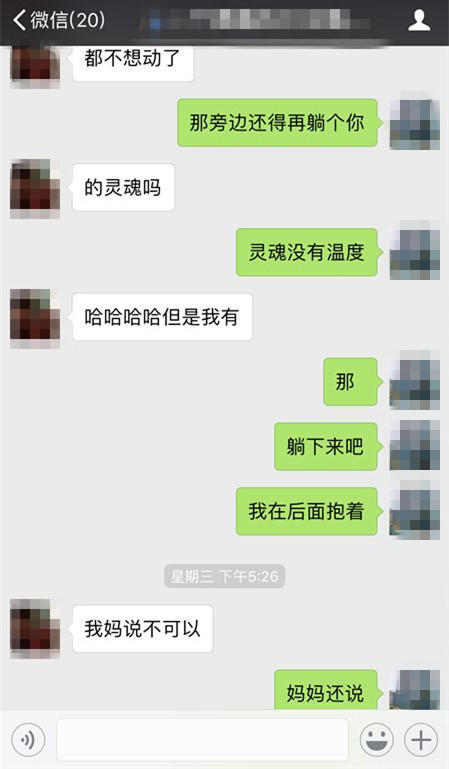 微信(20)
都不想动了
那旁边还得再躺个你
的灵魂吗
灵魂没有温度
哈哈哈哈但是我有
那
躺下来吧
我在后面抱着
星期三 下午5:26
我妈说不可以
妈妈还说